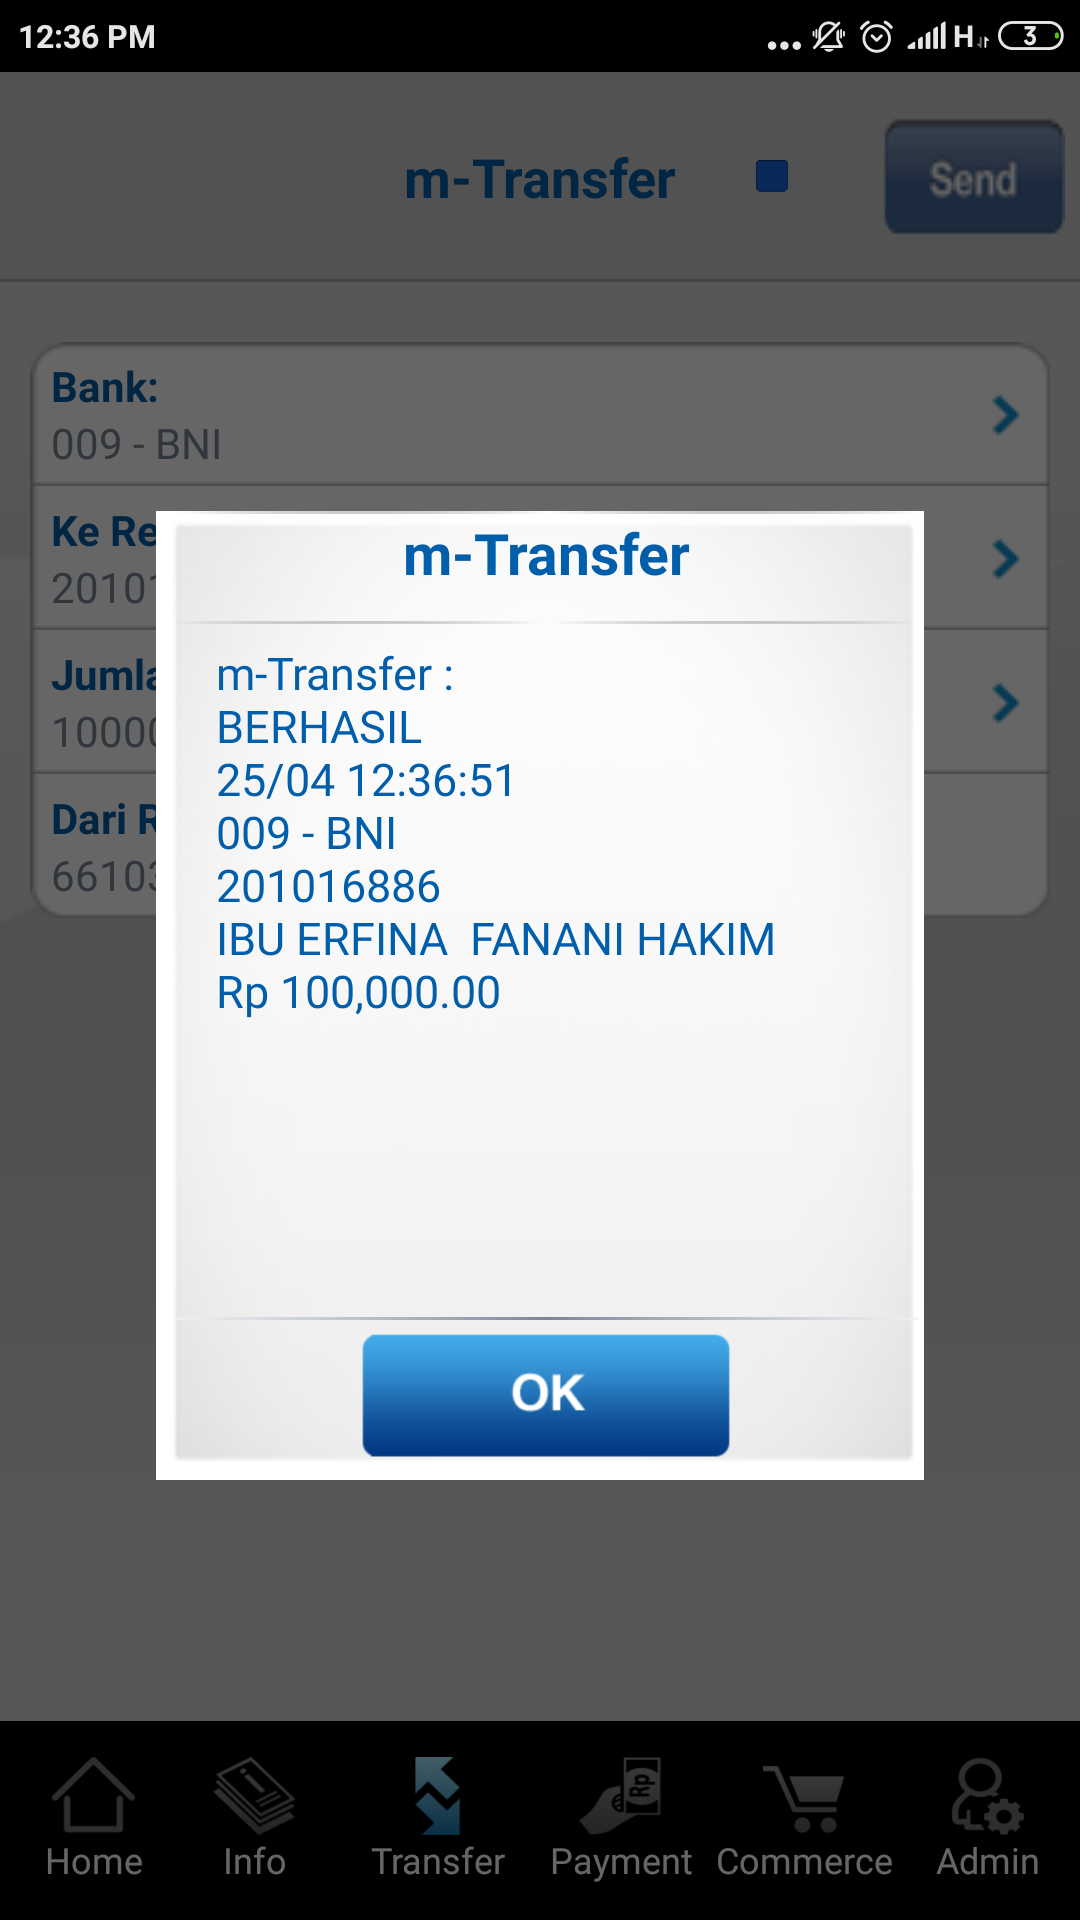 12:36 PM
H
3
m-Transfer
Send
Bank:
009 - BNI
Ke Re
20101
Jumla
10000
Dari R
66103
m-Transfer
m-Transfer :
BERHASIL
25/04 12:36:51
009 - BNI
201016886
IBU ERFINA  FANANI HAKIM
Rp 100,000.00
OK
Rp
Home
Info
Transfer
Payment
Commerce
Admin